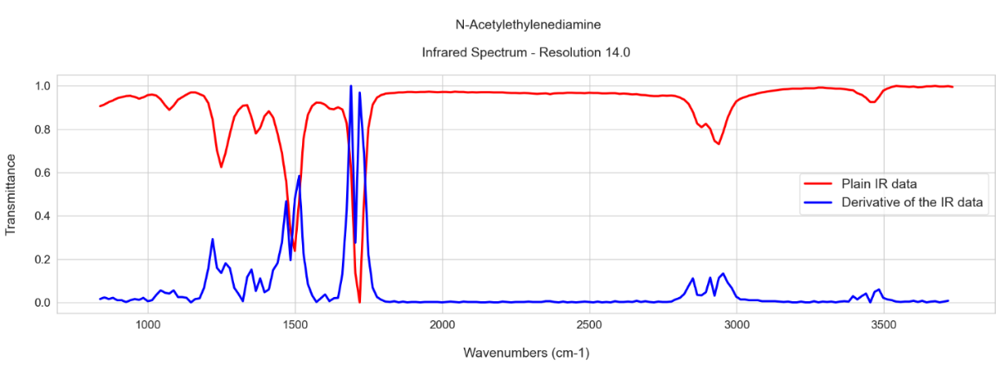 N-Acetylethylenediamine
Infrared Spectrum - Resolution 14.0
Transmittance
1.0
0.8
0.6
0.4
0.2
0.0
Plain IR data
Derivative of the IR data
1000 1500 2000 2500 3000 3500
Wavenumbers (cm-1)